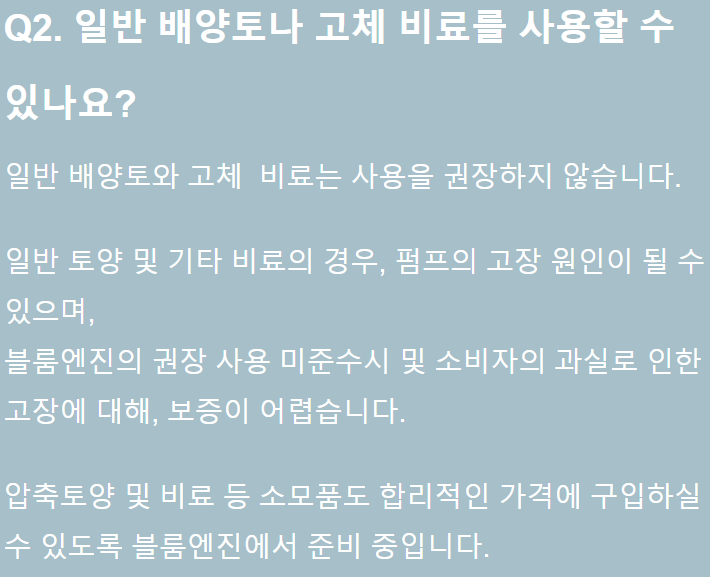 Q2. 일반 배양토나 고체 비료를 사용할 수
있나요?
일반 배양토와 고체  비료는 사용을 권장하지 않습니다.
일반 토양 및 기타 비료의 경우, 펌프의 고장 원인이 될 수
있으며,
블룸엔진의 권장 사용 미준수시 및 소비자의 과실로 인한
고장에 대해, 보증이 어렵습니다.
압축토양 및 비료 등 소모품도 합리적인 가격에 구입하실
수 있도록 블룸엔진에서 준비 중입니다.